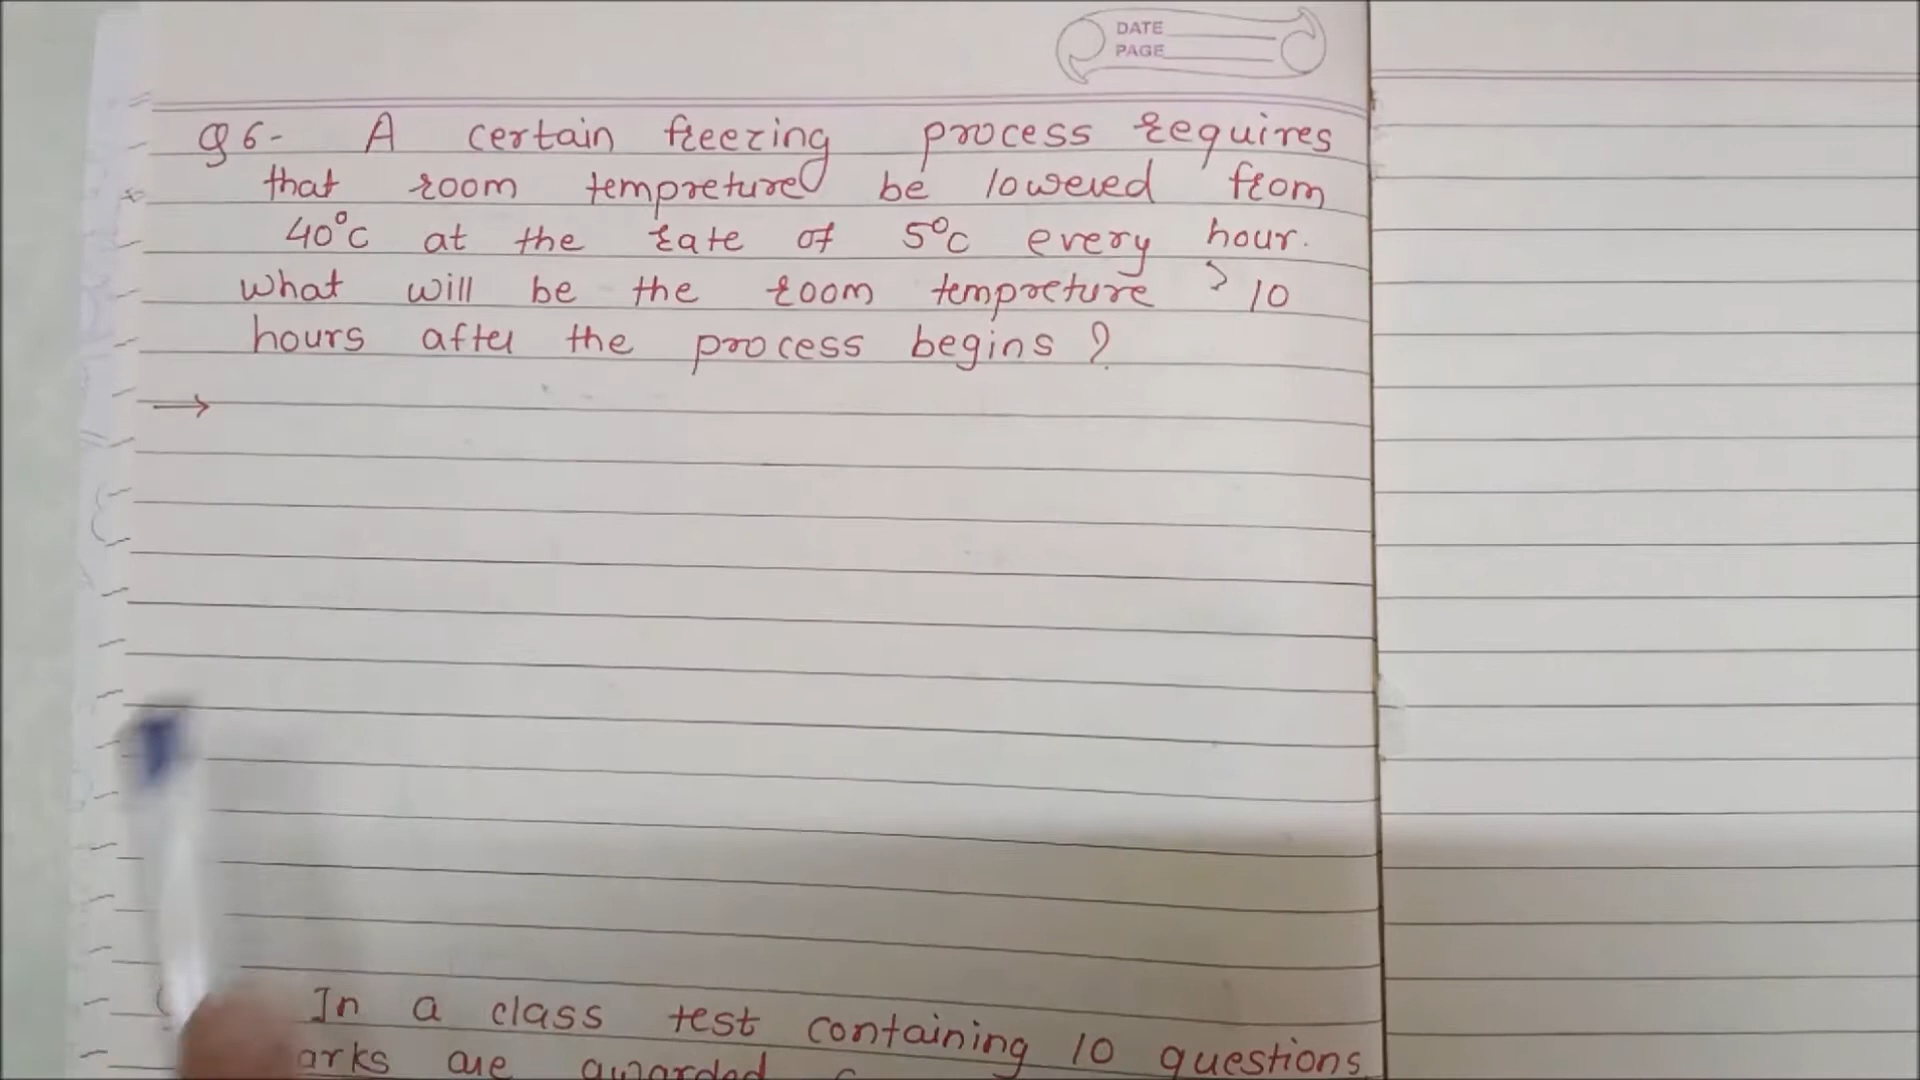 DATE
PAGE
Q6- A certain freezing process requires
that room tempreture be lowered from
40°c at the rate of 5°c every hour.
what will be the room tempreture 10
hours after the process begins ?
→
In a class test containing 10 questions
arks are awarded